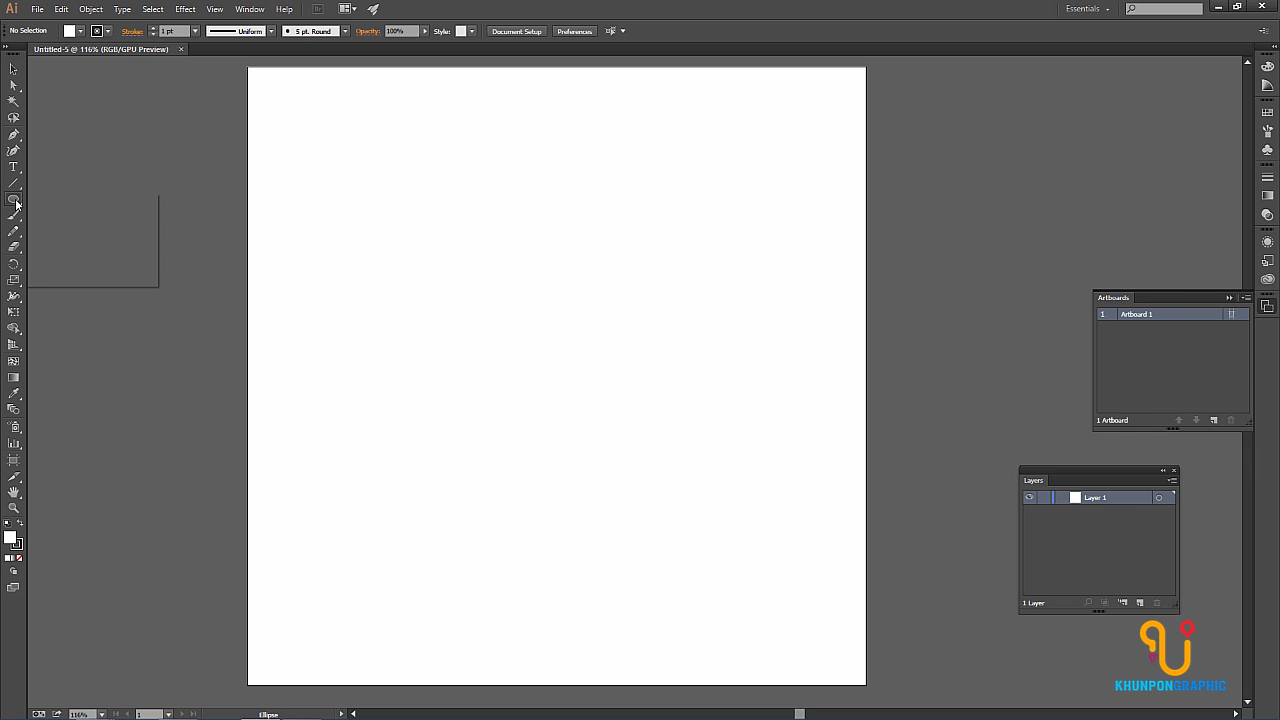 Ai File Edit Object Type Select Effect View Window Help Br Essentials
No Selection Stroke: 1 pt Uniform 5 pt. Round Opacity: 100% Style: Document Setup Preferences
Untitled-5 @ 116% (RGB/GPU Preview)
T
Artboards
1 Artboard 1
1 Artboard
Layers
Layer 1
1 Layer
KHUNPONGRAPHIC
116% 1 Ellipse